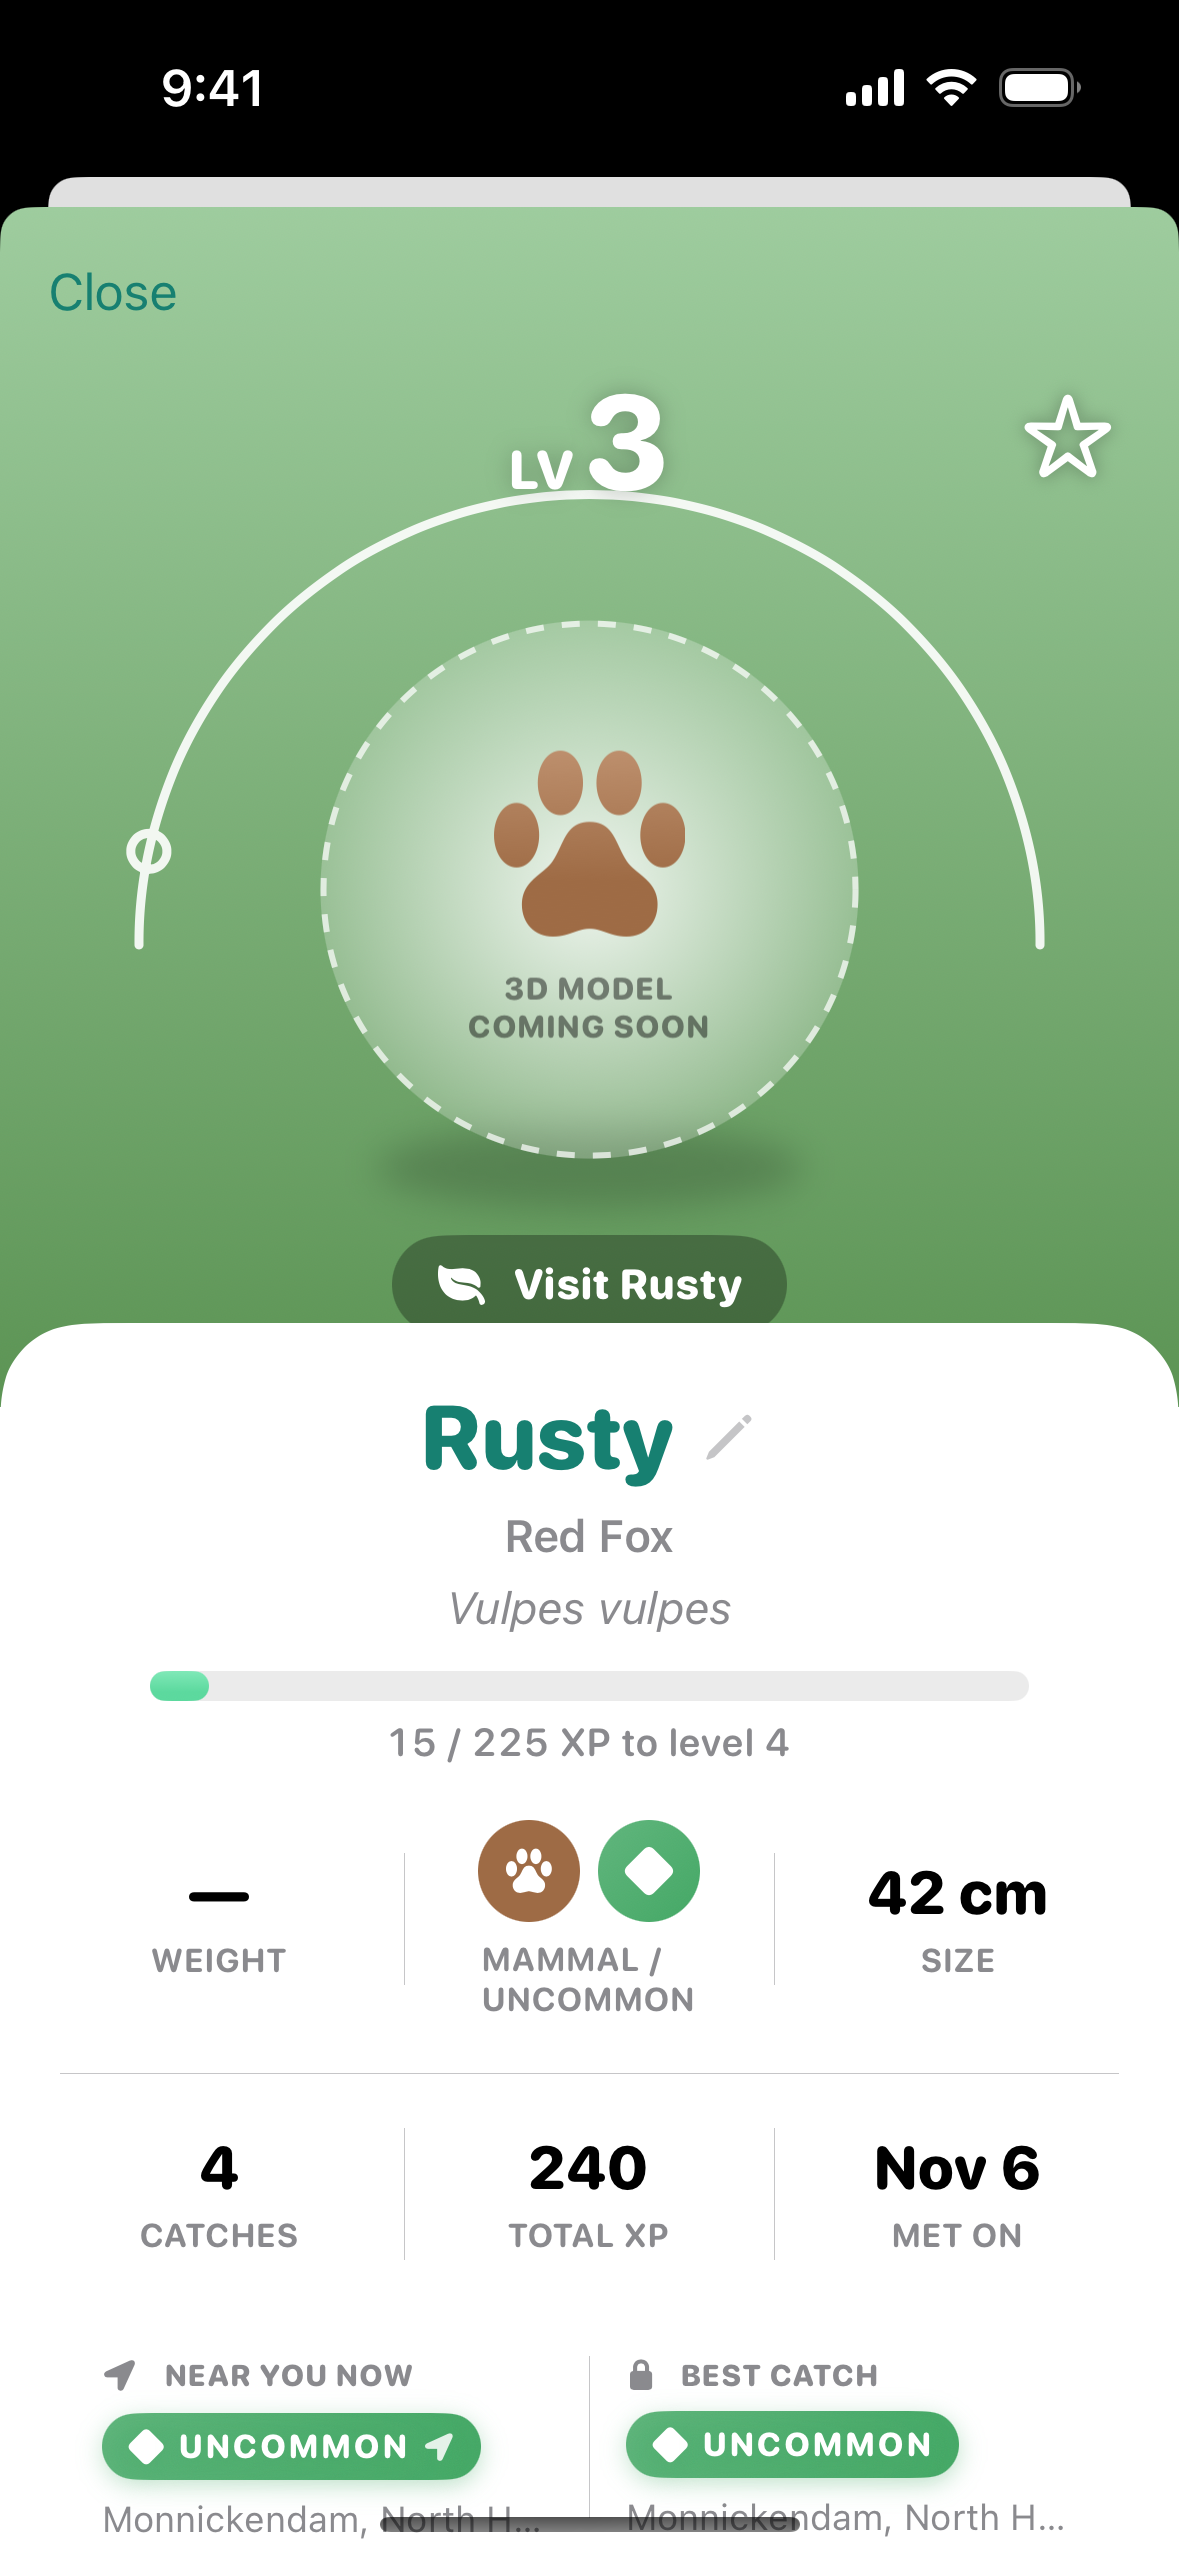 9:41
Close
LV 3
3D MODEL
COMING SOON
Visit Rusty
Rusty
Red Fox
Vulpes vulpes
15 / 225 XP to level 4
— 42 cm
WEIGHT MAMMAL / SIZE
UNCOMMON
4 240 Nov 6
CATCHES TOTAL XP MET ON
NEAR YOU NOW BEST CATCH
UNCOMMON UNCOMMON
Monnickendam, North H... Monnickendam, North H...